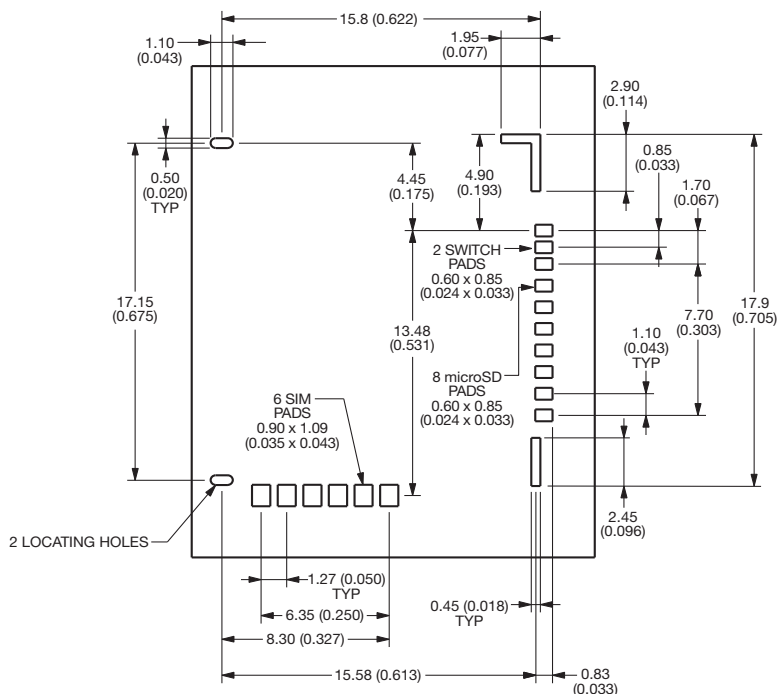 15.8 (0.622)
1.10
(0.043)
1.95
(0.077)
2.90
(0.114)
0.85
(0.033)
1.70
(0.067)
0.50
(0.020)
TYP
4.45
(0.175)
4.90
(0.193)
2 SWITCH
PADS
0.60 x 0.85
(0.024 x 0.033)
17.15
(0.675)
13.48
(0.531)
17.9
(0.705)
7.70
(0.303)
1.10
(0.043)
TYP
8 microSD
PADS
0.60 x 0.85
(0.024 x 0.033)
6 SIM
PADS
0.90 x 1.09
(0.035 x 0.043)
2.45
(0.096)
2 LOCATING HOLES
1.27 (0.050)
TYP
0.45 (0.018)
TYP
6.35 (0.250)
8.30 (0.327)
15.58 (0.613)
0.83
(0.033)